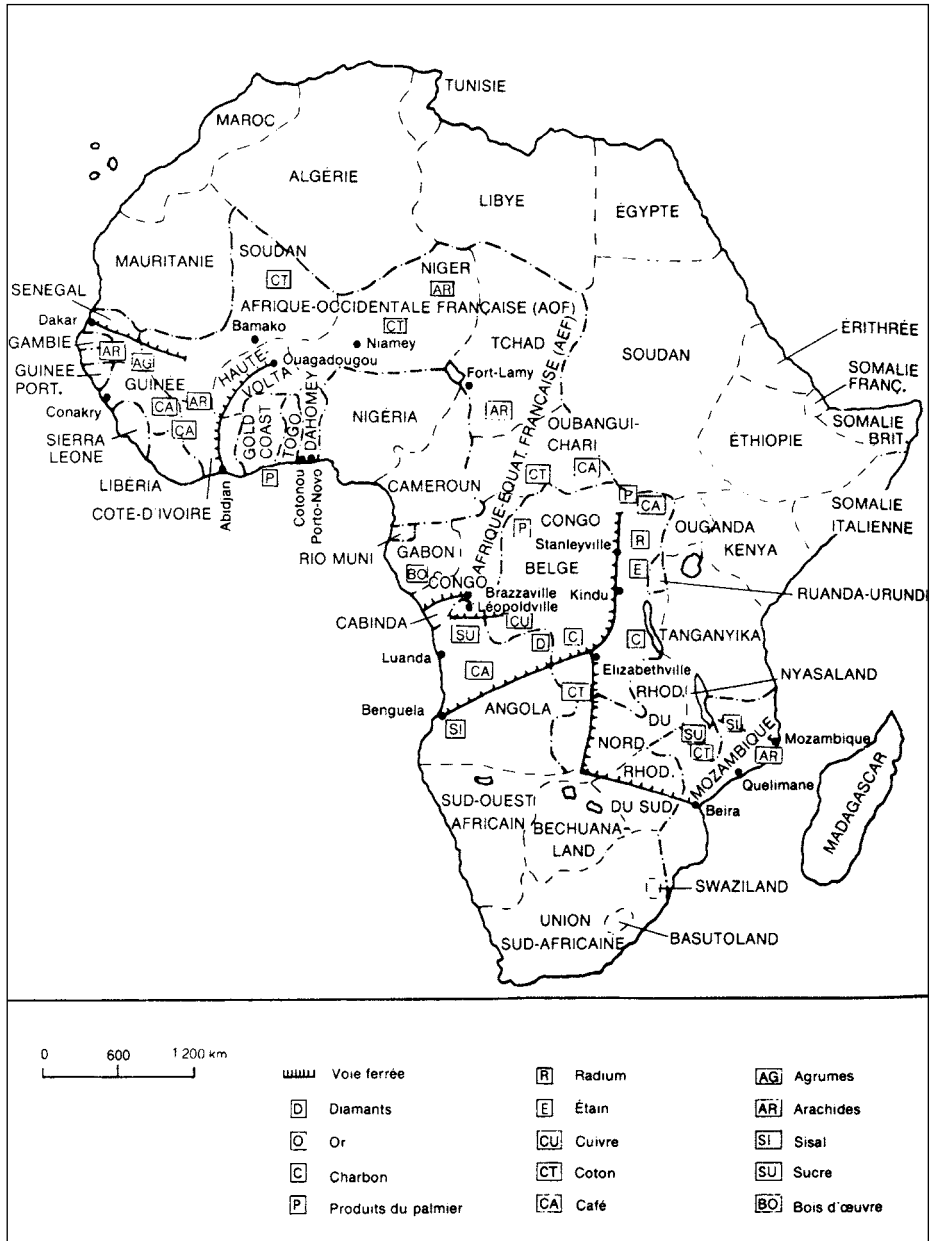 TUNISIE
MAROC
ALGÉRIE
LIBYE
ÉGYPTE
MAURITANIE
SOUDAN
CT
NIGER
AR
SENEGAL
AFRIQUE-OCCIDENTALE FRANÇAISE (AOF)
Dakar
Bamako
CT
Niamey
TCHAD
SOUDAN
ÉRITHRÉE
GAMBIE
AR
AG
HAUTE
VOLTA
Ouagadougou
Fort-Lamy
SOMALIE
FRANÇ.
GUINÉE
PORT.
GUINÉE
CA
AR
CA
Conakry
NIGÉRIA
AR
AFRIQUE-ÉQUAT. FRANÇAISE (AEF)
OUBANGUI-
CHARI
ÉTHIOPIE
SOMALIE
BRIT.
SIERRA
LEONE
GOLD
COAST
TOGO
DAHOMEY
P
CT
CA
LIBÉRIA
CAMEROUN
COTE-D'IVOIRE
Abidjan
Cotonou
Porto-Novo
P
CA
SOMALIE
ITALIENNE
P
CONGO
BELGE
R
OUGANDA
KENYA
RIO MUNI
GABON
Stanleyville
E
BO
CONGO
Brazzaville
Léopoldville
Kindu
RUANDA-URUNDI
CABINDA
SU
CU
D
C
C
TANGANYIKA
Luanda
CA
Elizabethville
NYASALAND
Benguela
SI
ANGOLA
CT
RHOD.
DU
NORD
SU
CT
SI
MOZAMBIQUE
Mozambique
AR
Quelimane
RHOD.
DU SUD
Beira
SUD-OUEST
AFRICAIN
BECHUANA-
LAND
MADAGASCAR
SWAZILAND
UNION
SUD-AFRICAINE
BASUTOLAND
0 600 1 200 km
Voie ferrée
D Diamants
O Or
C Charbon
P Produits du palmier
R Radium
E Étain
CU Cuivre
CT Coton
CA Café
AG Agrumes
AR Arachides
SI Sisal
SU Sucre
BO Bois d'œuvre